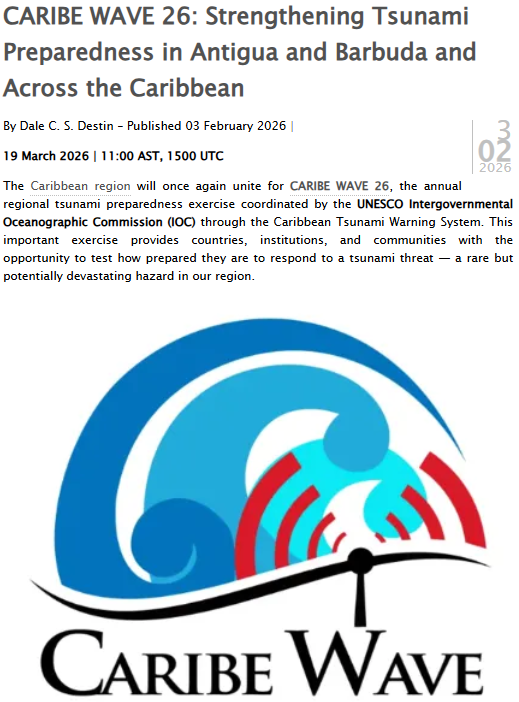 CARIBE WAVE 26: Strengthening Tsunami
Preparedness in Antigua and Barbuda and
Across the Caribbean
By Dale C. S. Destin – Published 03 February 2026 |
3
02
2026
19 March 2026 | 11:00 AST, 1500 UTC
The Caribbean region will once again unite for CARIBE WAVE 26, the annual
regional tsunami preparedness exercise coordinated by the UNESCO Intergovernmental
Oceanographic Commission (IOC) through the Caribbean Tsunami Warning System. This
important exercise provides countries, institutions, and communities with the
opportunity to test how prepared they are to respond to a tsunami threat — a rare but
potentially devastating hazard in our region.
CARIBE WAVE